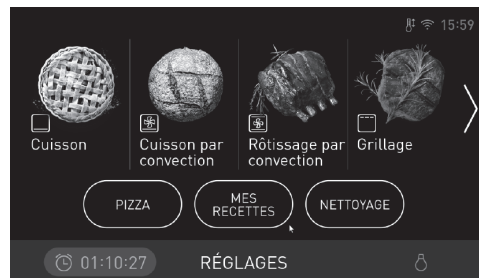 15:59
Cuisson
Cuisson par
convection
Rôtissage par
convection
Grillage
PIZZA
MES
RECETTES
NETTOYAGE
01:10:27
RÉGLAGES